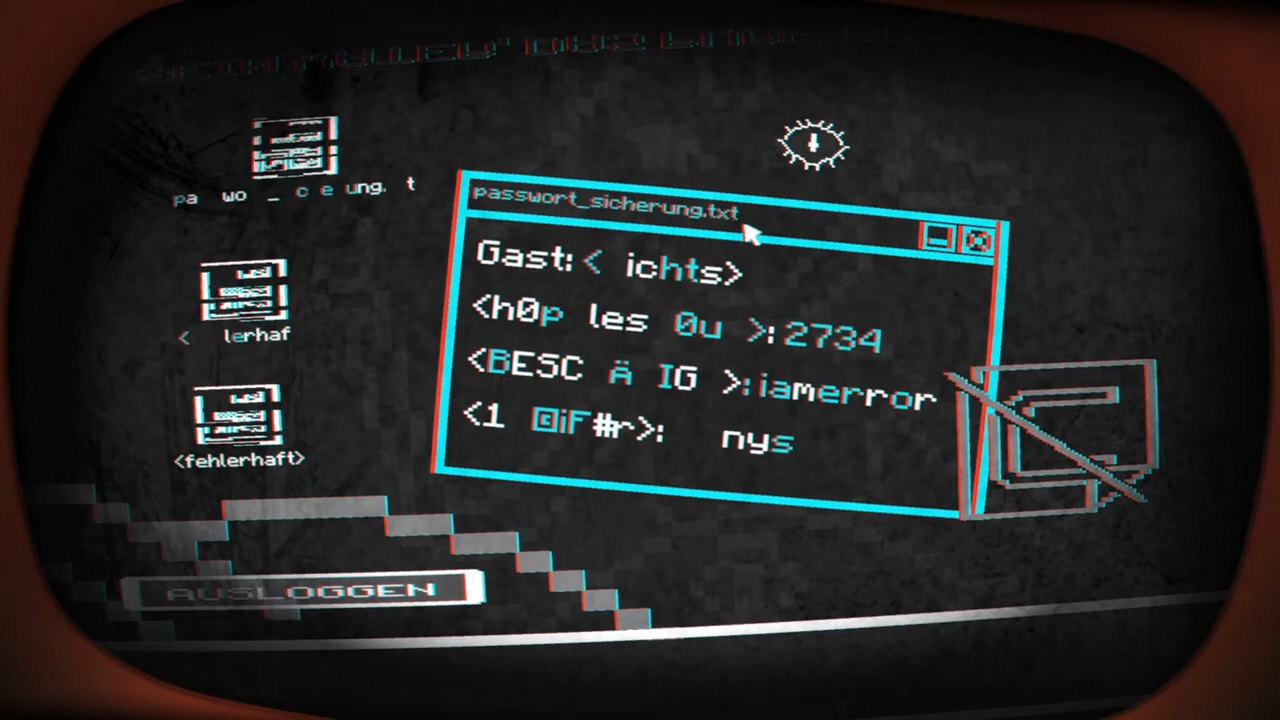 pa wo _ c e ung. t
passwort_sicherung.txt
Gast:< ichts>
<h0p les 0u >:2734
<BESC Ä IG >:iamerror
<1 iF#r>: nys
< lerhaf
<fehlerhaft>
AUSLOGGEN